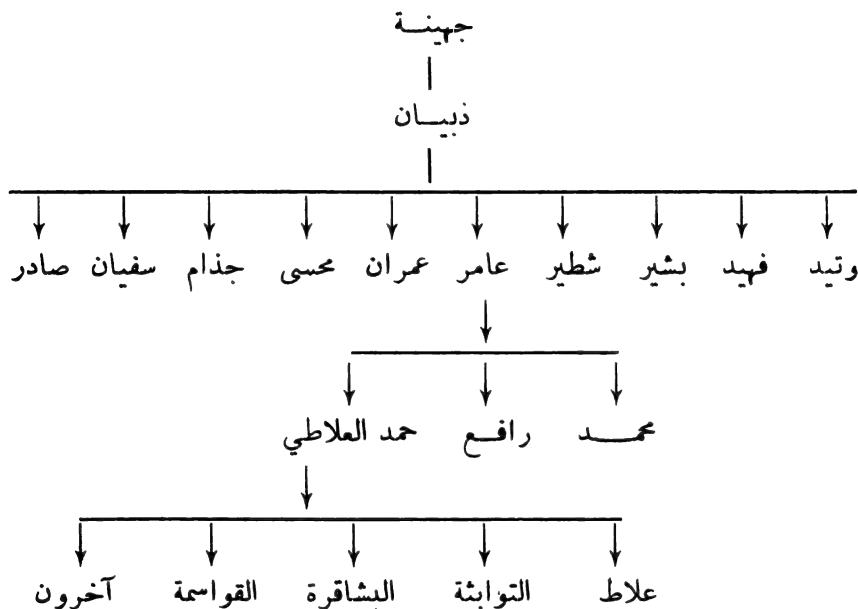 جهينة
ذبيان
وتيد فهيد بشير شطير عامر عمران محسى جذام سفيان صادر
محمد رافع حمد العلاطي
علاط التوابثة البشاقرة القواسمة آخرون